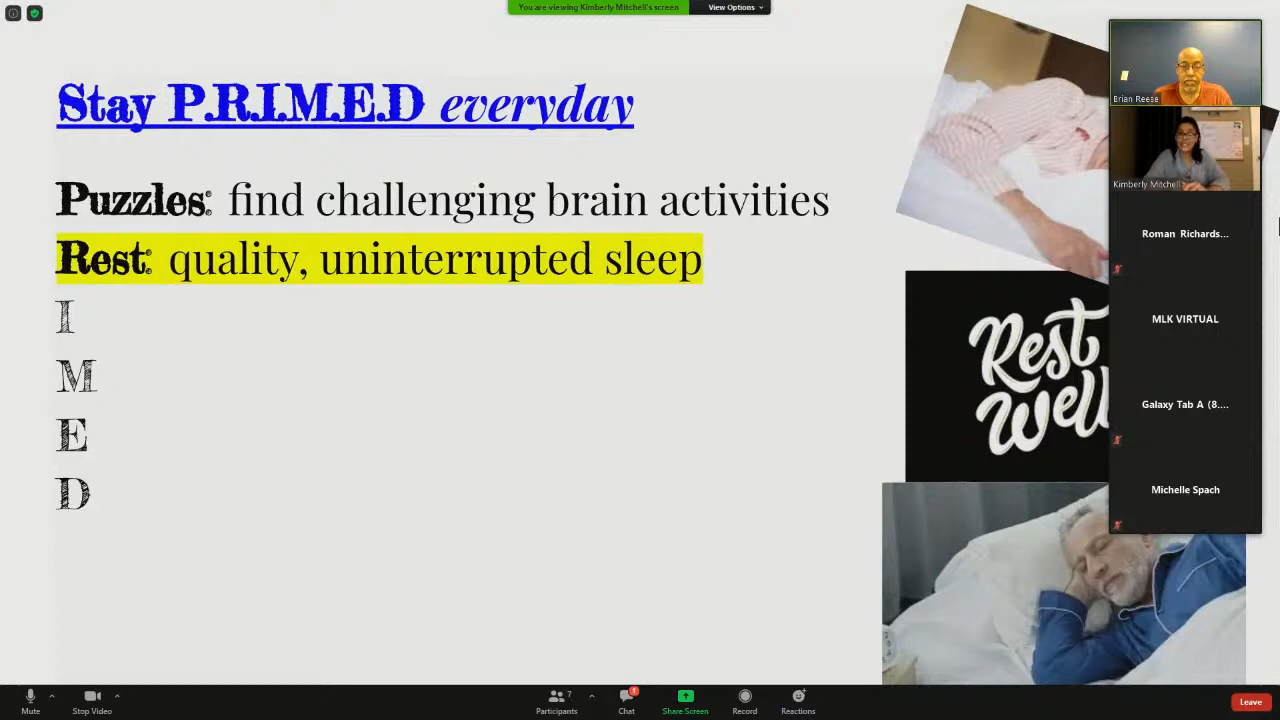 You are viewing Kimberly Mitchell's screen
View Options
Stay P.R.I.M.E.D everyday
Puzzles: find challenging brain activities
Rest: quality, uninterrupted sleep
I
M
E
D
Rest
Well
Brian Reese
Kimberly Mitchell
Roman Richards...
MLK VIRTUAL
Galaxy Tab A (8....
Michelle Spach
Mute
Stop Video
Participants
7
Chat
1
Share Screen
Record
Reactions
Leave